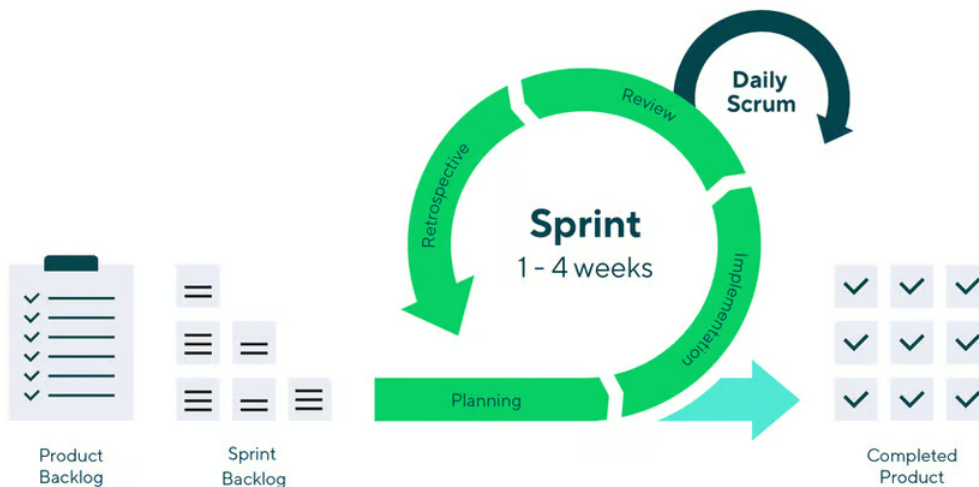 Daily
Scrum
Review
Retrospective
Sprint
1 - 4 weeks
Implementation
Planning
Product
Backlog
Sprint
Backlog
Completed
Product